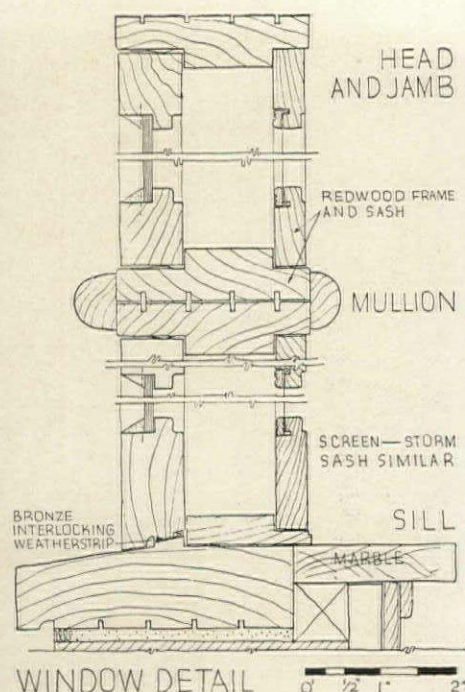 HEAD
AND JAMB
REDWOOD FRAME
AND SASH
MULLION
SCREEN—STORM
SASH SIMILAR
BRONZE
INTERLOCKING
WEATHERSTRIP
SILL
MARBLE
WINDOW DETAIL
0" ½" 1" 2"